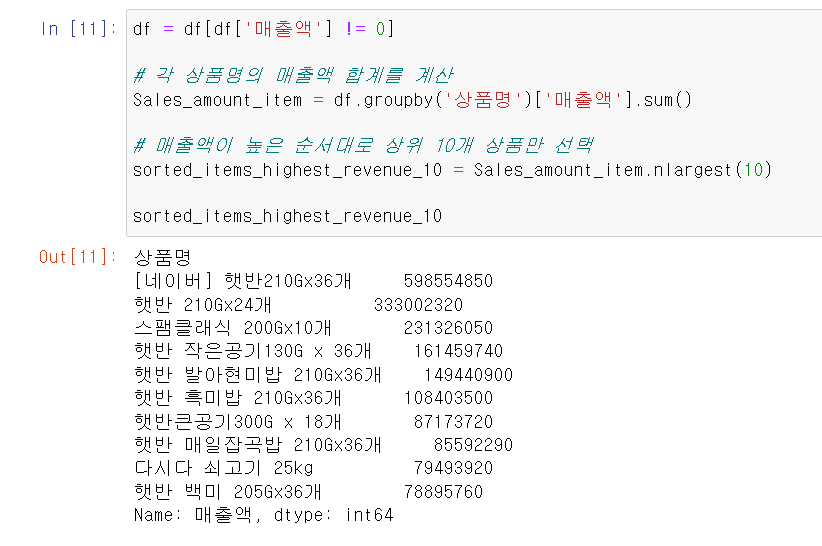 In [11]: df = df[df['매출액'] != 0]
# 각 상품명의 매출액 합계를 계산
Sales_amount_item = df.groupby('상품명')['매출액'].sum()
# 매출액이 높은 순서대로 상위 10개 상품만 선택
sorted_items_highest_revenue_10 = Sales_amount_item.nlargest(10)
sorted_items_highest_revenue_10
Out[11]: 상품명
[네이버] 햇반210Gx36개 598554850
햇반 210Gx24개 333002320
스팸클래식 200Gx10개 231326050
햇반 작은공기130G x 36개 161459740
햇반 발아현미밥 210Gx36개 149440900
햇반 흑미밥 210Gx36개 108403500
햇반큰공기300G x 18개 87173720
햇반 매일잡곡밥 210Gx36개 85592290
다시다 쇠고기 25kg 79493920
햇반 백미 205Gx36개 78895760
Name: 매출액, dtype: int64